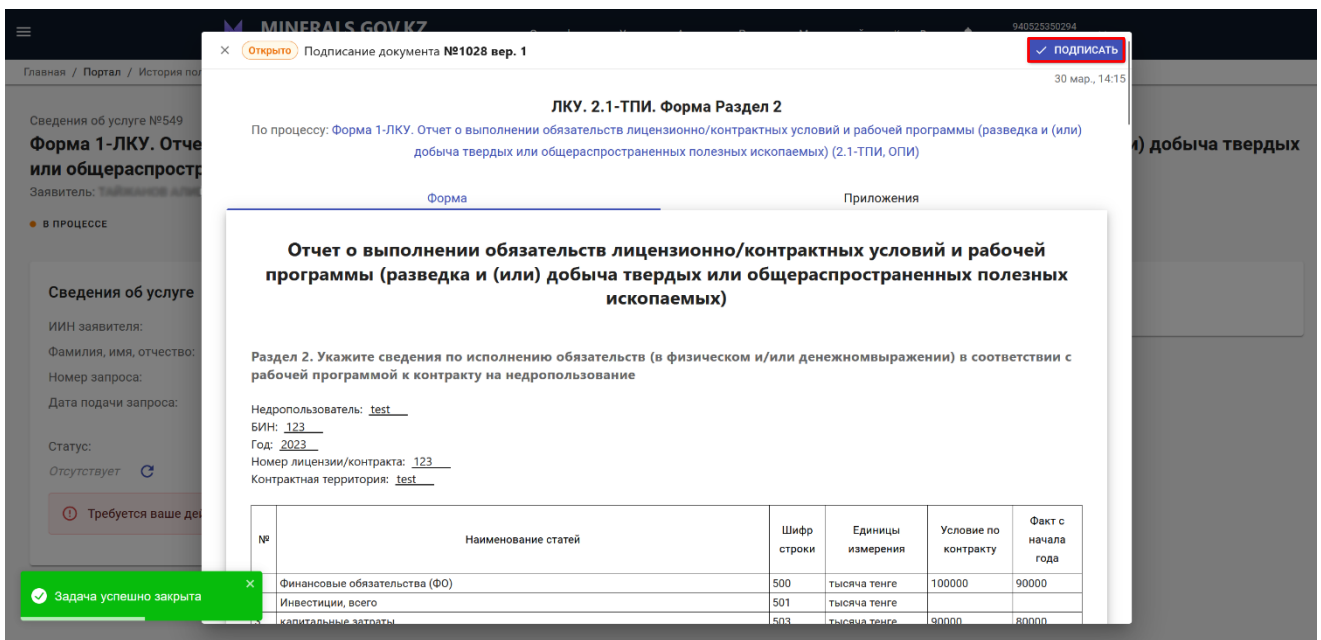 MINERALS.GOV.KZ
940525350294
Открыто Подписание документа №1028 вер. 1
ПОДПИСАТЬ
Главная / Портал / История
30 мар., 14:15
ЛКУ. 2.1-ТПИ. Форма Раздел 2
По процессу: Форма 1-ЛКУ. Отчет о выполнении обязательств лицензионно/контрактных условий и рабочей программы (разведка и (или)
добыча твердых или общераспространенных полезных ископаемых) (2.1-ТПИ, ОПИ)
Форма
Приложения
Сведения об услуге №549
Форма 1-ЛКУ. Отче
и) добыча твердых
или общераспростр
Заявитель:
В ПРОЦЕССЕ
Сведения об услуге
ИИН заявителя:
Фамилия, имя, отчество:
Номер запроса:
Дата подачи запроса:
Статус:
Отсутствует
Требуется ваше
Отчет о выполнении обязательств лицензионно/контрактных условий и рабочей
программы (разведка и (или) добыча твердых или общераспространенных полезных
ископаемых)
Раздел 2. Укажите сведения по исполнению обязательств (в физическом и/или денежномвыражении) в соответствии с
рабочей программой к контракту на недропользование
Недропользователь: test
БИН: 123
Год: 2023
Номер лицензии/контракта: 123
Контрактная территория: test
№ Наименование статей Шифр строки Единицы измерения Условие по контракту Факт с начала года
Финансовые обязательства (ФО) 500 тысяча тенге 100000 90000
Инвестиции, всего 501 тысяча тенге
капитальные затраты 503 тысяча тенге 90000 80000
Задача успешно закрыта